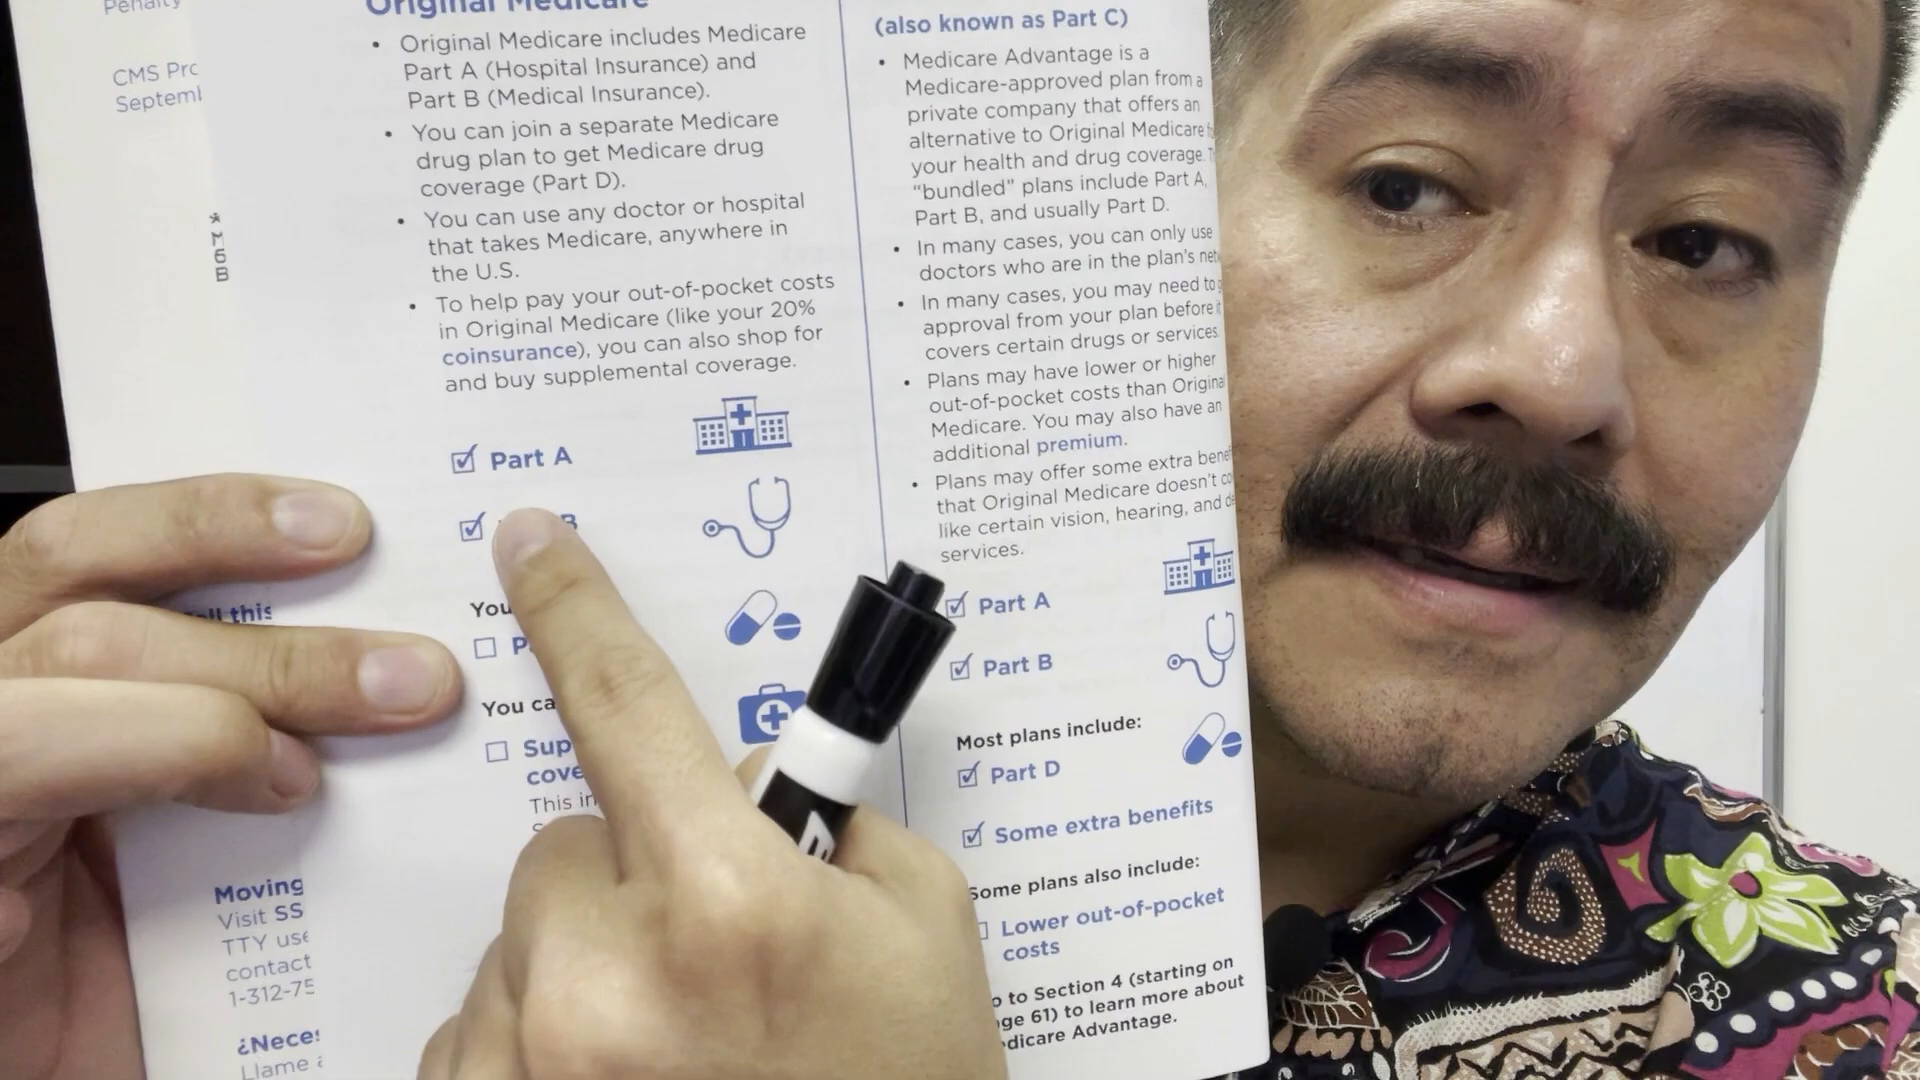 Penalty
CMS
* M6B
this
Moving
Visit SS
TTY
contact
1-312-75
Llame
Original Medicare
• Original Medicare includes Medicare
Part A (Hospital Insurance) and
Part B (Medical Insurance).
• You can join a separate Medicare
drug plan to get Medicare drug
coverage (Part D).
• You can use any doctor or hospital
that takes Medicare, anywhere in
the U.S.
• To help pay your out-of-pocket costs
in Original Medicare (like your 20%
coinsurance), you can also shop for
and buy supplemental coverage.
Part A
B
You
You ca
Sup
cove
This in
(also known as Part C)
• Medicare Advantage is a
Medicare-approved plan from a
private company that offers an
alternative to Original Medicare
your health and drug coverage.
“bundled” plans include Part A,
Part B, and usually Part D.
• In many cases, you can only use
doctors who are in the plan's
• In many cases, you may need to
approval from your plan before
covers certain drugs or services.
• Plans may have lower or higher
out-of-pocket costs than Original
Medicare. You may also have an
additional premium.
• Plans may offer some extra
that Original Medicare doesn't
like certain vision, hearing, and
services.
Part A
Part B
Most plans include:
Part D
Some extra benefits
Some plans also include:
Lower out-of-pocket
costs
to Section 4 (starting on
61) to learn more about
Advantage.